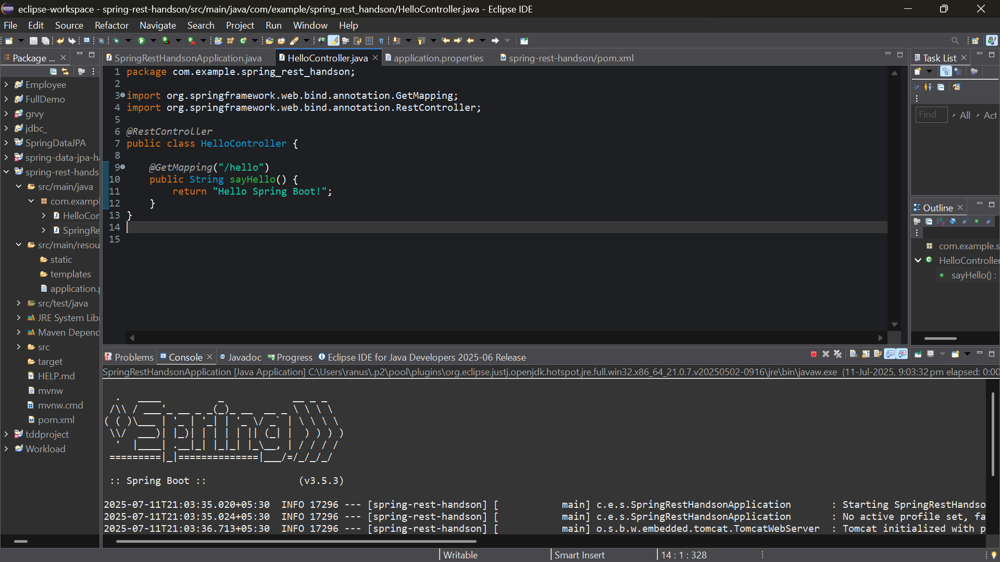 eclipse-workspace - spring-rest-handson/src/main/java/com/example/spring_rest_handson/HelloController.java - Eclipse IDE
File Edit Source Refactor Navigate Search Project Run Window Help
Package ...
Employee
FullDemo
grvy
jdbc_
SpringDataJPA
spring-data-jpa-ha
spring-rest-hands
src/main/java
com.exampl
HelloCor
SpringRe
src/main/resou
static
templates
application.p
src/test/java
JRE System Libr
Maven Depend
src
target
HELP.md
mvnw
mvnw.cmd
pom.xml
tddproject
Workload
SpringRestHandsonApplication.java HelloController.java application.properties spring-rest-handson/pom.xml
1 package com.example.spring_rest_handson;
2
3 import org.springframework.web.bind.annotation.GetMapping;
4 import org.springframework.web.bind.annotation.RestController;
5
6 @RestController
7 public class HelloController {
8
9 @GetMapping("/hello")
10 public String sayHello() {
11 return "Hello Spring Boot!";
12 }
13 }
14
15
Task List
Find All Act
Outline
com.example.s
HelloController
sayHello() :
Problems Console Javadoc Progress Eclipse IDE for Java Developers 2025-06 Release
SpringRestHandsonApplication [Java Application] C:\Users\ranus\.p2\pool\plugins\org.eclipse.justj.openjdk.hotspot.jre.full.win32.x86_64_21.0.7.v20250502-0916\jre\bin\javaw.exe (11-Jul-2025, 9:03:32 pm elapsed: 0:00
  .   ____          _            __ _ _
 /\\ / ___'_ __ _ _(_)_ __  __ _ \ \ \ \
( ( )\___ | '_ | '_| | '_ \/ _` | \ \ \ \
 \\/  ___)| |_)| | | | | || (_| |  ) ) ) )
  '  |____| .__|_| |_|_| |_\__, | / / / /
 =========|_|==============|___/=/_/_/_/
:: Spring Boot :: (v3.5.3)
2025-07-11T21:03:35.020+05:30 INFO 17296 --- [spring-rest-handson] [ main] c.e.s.SpringRestHandsonApplication : Starting SpringRestHandso
2025-07-11T21:03:35.024+05:30 INFO 17296 --- [spring-rest-handson] [ main] c.e.s.SpringRestHandsonApplication : No active profile set, fa
2025-07-11T21:03:36.713+05:30 INFO 17296 --- [spring-rest-handson] [ main] o.s.b.w.embedded.tomcat.TomcatWebServer : Tomcat initialized with p
Writable Smart Insert 14 : 1 : 328